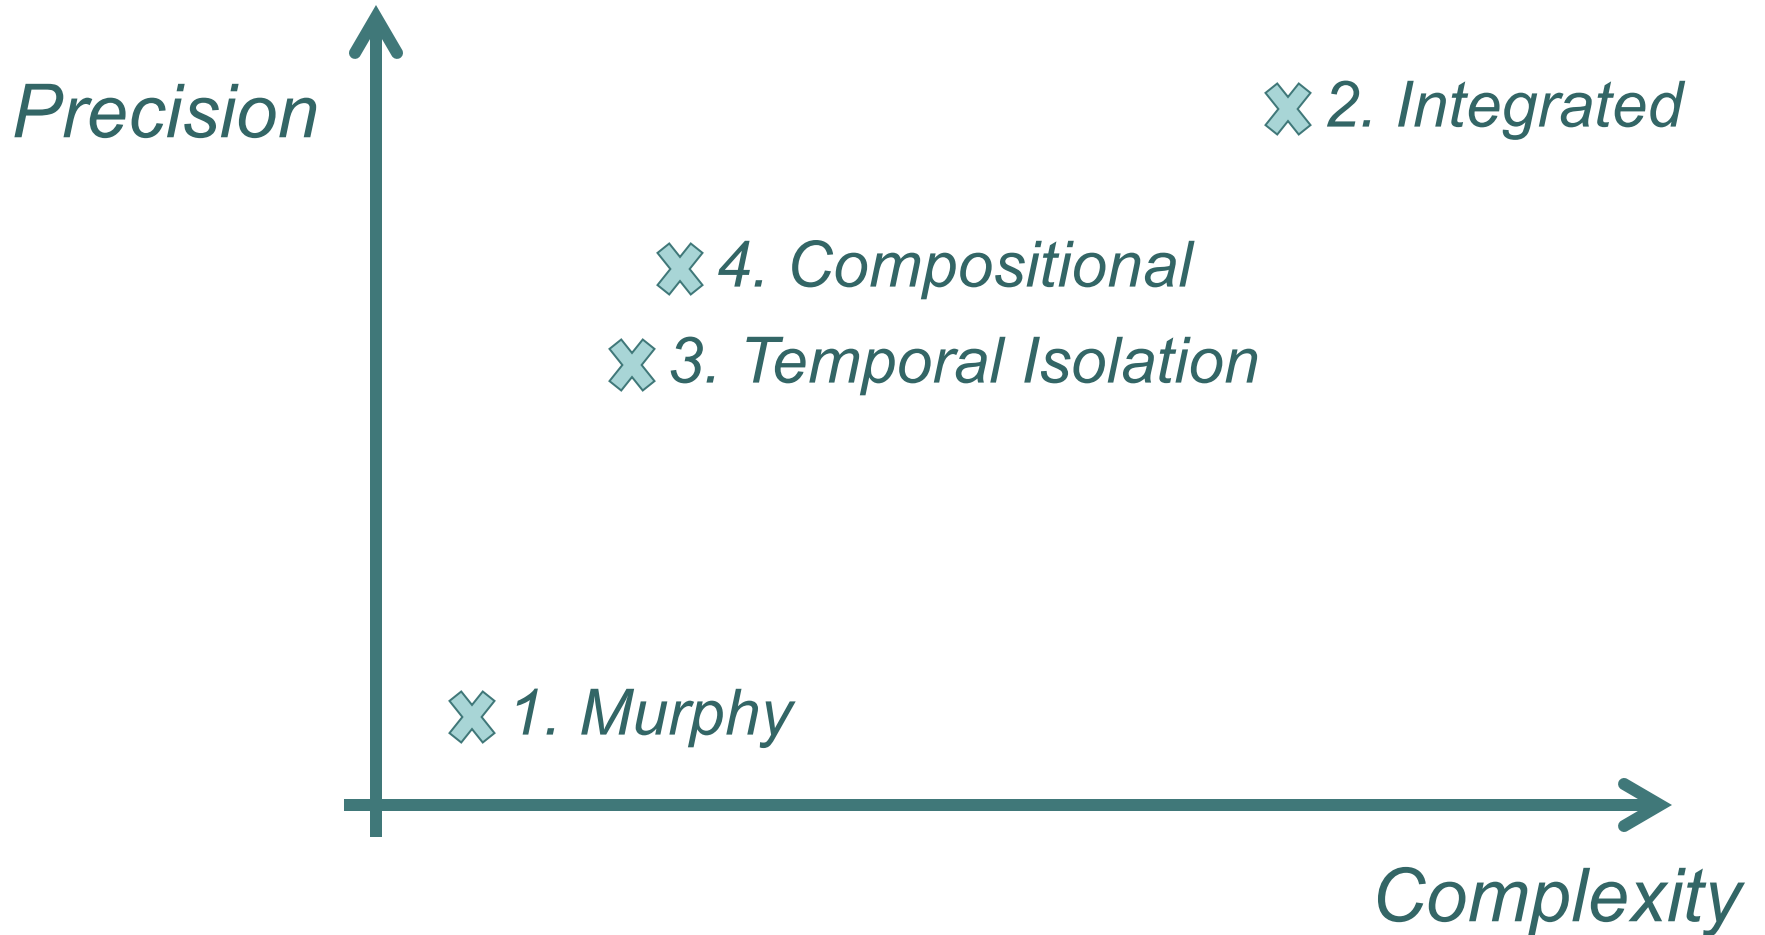 Precision
2. Integrated
4. Compositional
3. Temporal Isolation
1. Murphy
Complexity